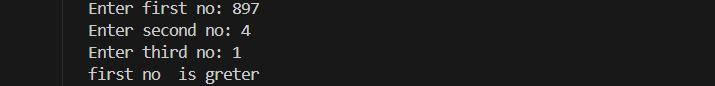 Enter first no: 897
Enter second no: 4
Enter third no: 1
first no  is greter